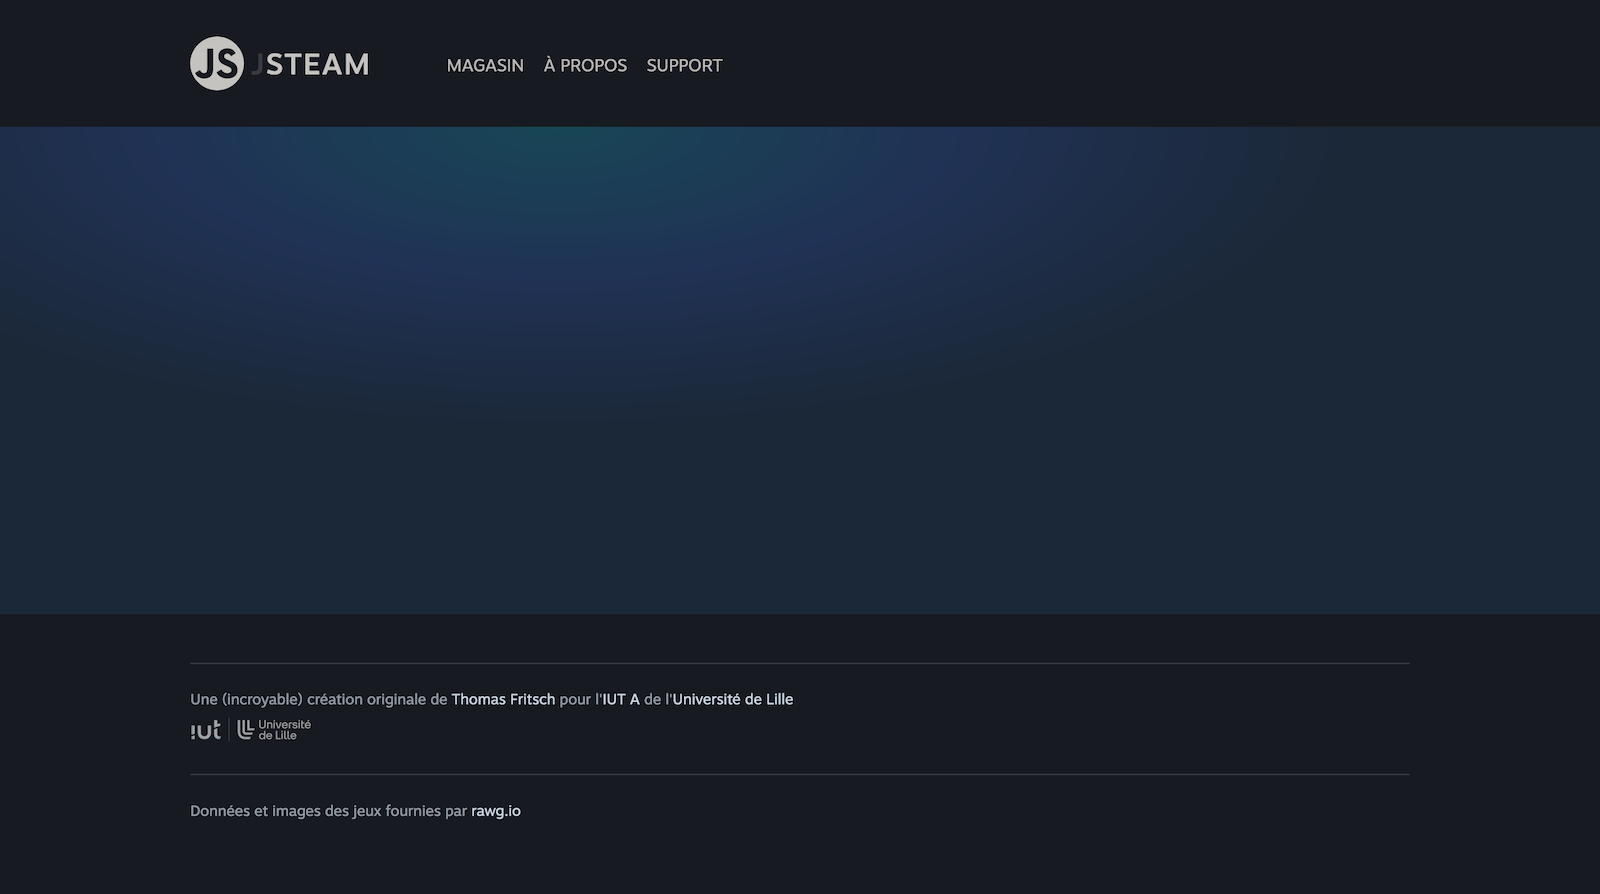 JS JSTEAM MAGASIN À PROPOS SUPPORT
Une (incroyable) création originale de Thomas Fritsch pour l'IUT A de l'Université de Lille
iut Université
de Lille
Données et images des jeux fournies par rawg.io